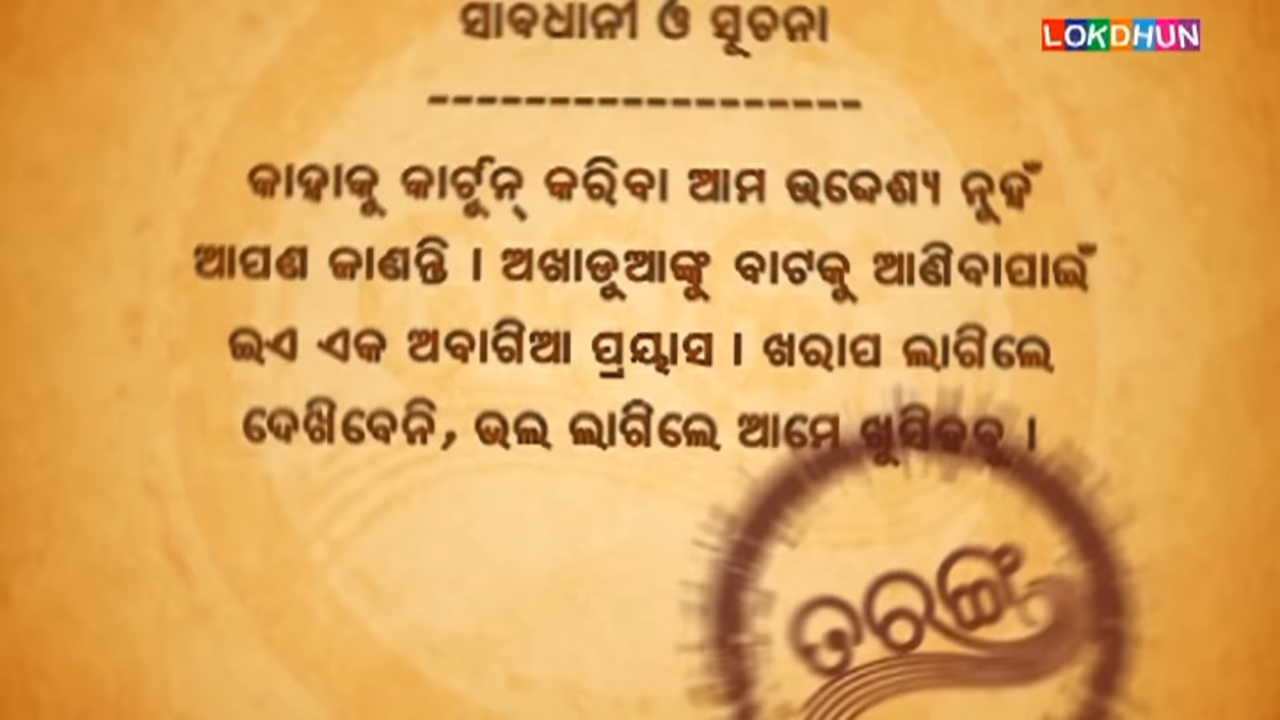 ସାବଧାନୀ ଓ ସୂଚନା
LOKDHUN
------------------
କାହାକୁ କାର୍ଟୁନ୍ କରିବା ଆମ ଉଦ୍ଦେଶ୍ୟ ନୁହଁ
ଆପଣ ଜାଣନ୍ତି । ଅଖାଡୁଆଙ୍କୁ ବାଟକୁ ଆଣିବାପାଇଁ
ଇଏ ଏକ ଅବାଗିଆ ପ୍ରୟାସ । ଖରାପ ଲାଗିଲେ
ଦେଖିବେନି, ଭଲ ଲାଗିଲେ ଆମେ ଖୁସିହେବୁ ।
ତରଙ୍ଗ